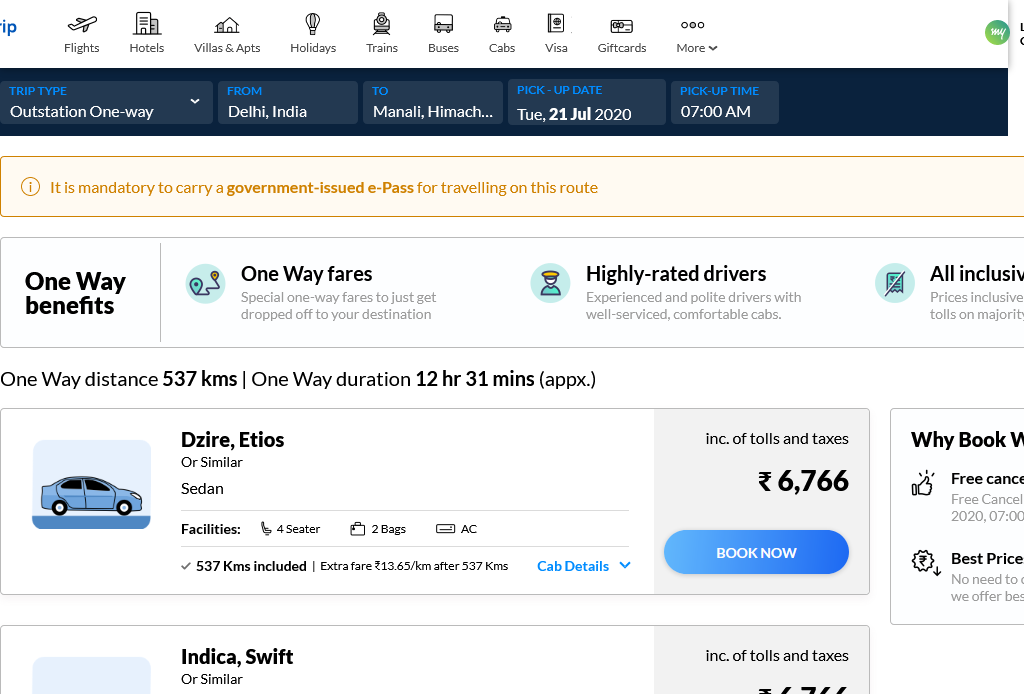 rip
Flights
Hotels
Villas & Apts
Holidays
Trains
Buses
Cabs
Visa
Giftcards
More
my
TRIP TYPE
Outstation One-way
FROM
Delhi, India
TO
Manali, Himach...
PICK - UP DATE
Tue, 21 Jul 2020
PICK-UP TIME
07:00 AM
It is mandatory to carry a government-issued e-Pass for travelling on this route
One Way
benefits
One Way fares
Special one-way fares to just get
dropped off to your destination
Highly-rated drivers
Experienced and polite drivers with
well-serviced, comfortable cabs.
All inclusiv
Prices inclusive
tolls on majority
One Way distance 537 kms | One Way duration 12 hr 31 mins (appx.)
Dzire, Etios
Or Similar
Sedan
Facilities: 4 Seater 2 Bags AC
537 Kms included | Extra fare ₹13.65/km after 537 Kms
Cab Details
inc. of tolls and taxes
₹ 6,766
BOOK NOW
Why Book W
Free cance
Free Cancel
2020, 07:00
Best Price
No need to
we offer bes
Indica, Swift
Or Similar
inc. of tolls and taxes
₹ 6,766